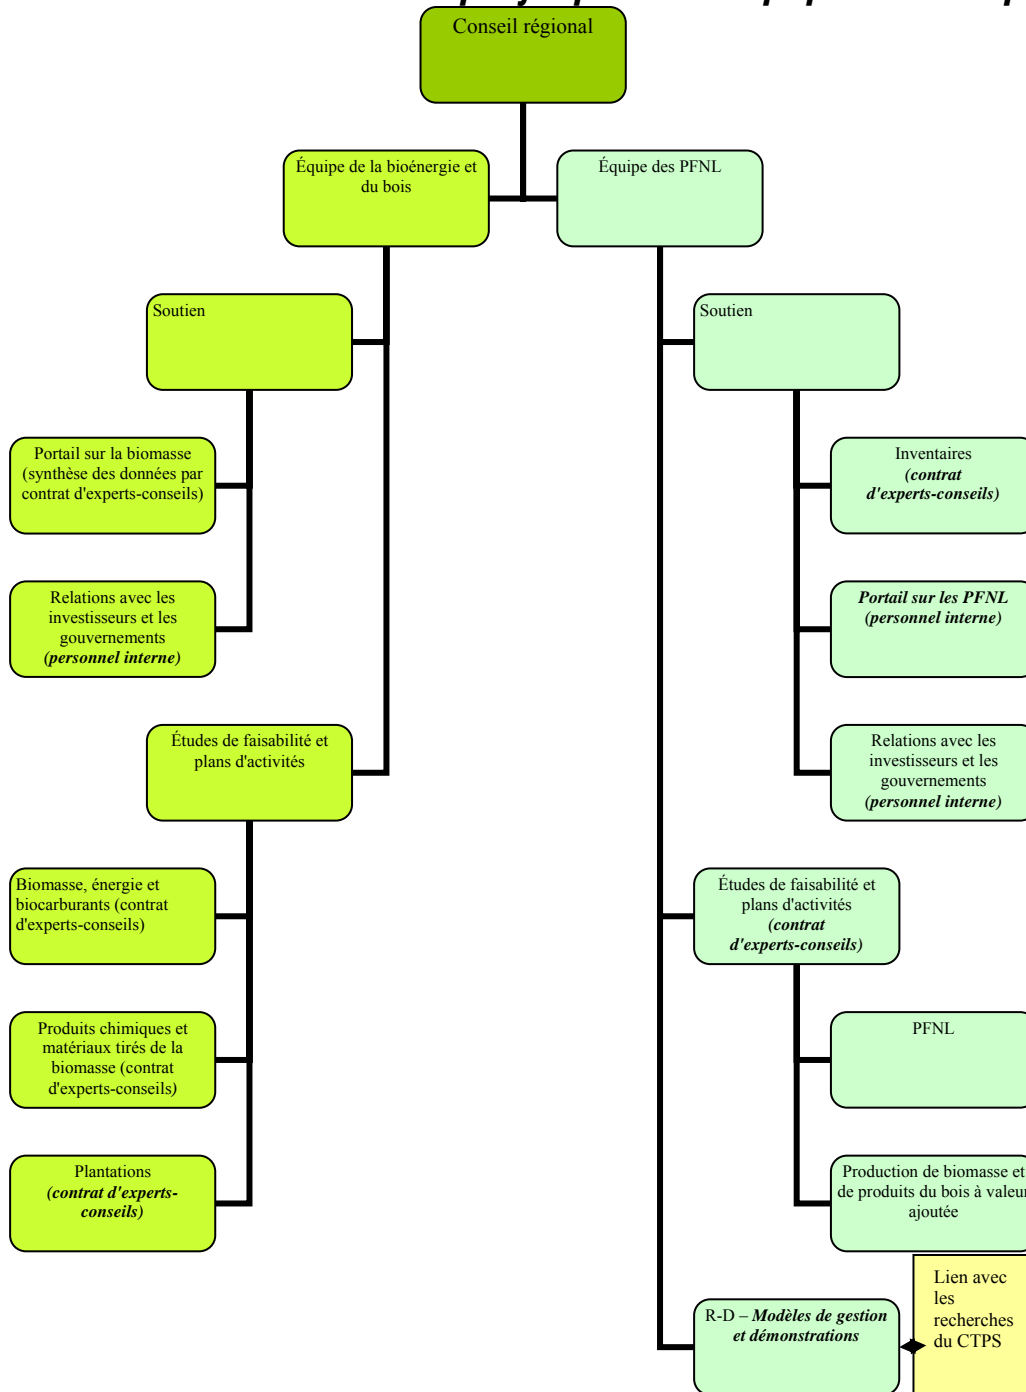 Conseil régional
Équipe de la bioénergie et
du bois
Équipe des PFNL
Soutien
Soutien
Portail sur la biomasse
(synthèse des données par
contrat d'experts-conseils)
Inventaires
(contrat
d'experts-conseils)
Relations avec les
investisseurs et les
gouvernements
(personnel interne)
Portail sur les PFNL
(personnel interne)
Études de faisabilité et
plans d'activités
Relations avec les
investisseurs et les
gouvernements
(personnel interne)
Biomasse, énergie et
biocarburants (contrat
d'experts-conseils)
Études de faisabilité et
plans d'activités
(contrat
d'experts-conseils)
Produits chimiques et
matériaux tirés de la
biomasse (contrat
d'experts-conseils)
PFNL
Plantations
(contrat d'experts-
conseils)
Production de biomasse et
de produits du bois à valeur
ajoutée
R-D – Modèles de gestion
et démonstrations
Lien avec
les
recherches
du CTPS